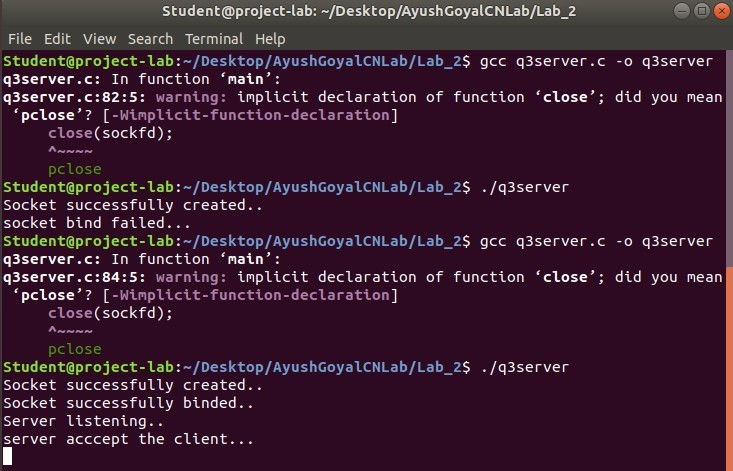 Student@project-lab: ~/Desktop/AyushGoyalCNLab/Lab_2
File Edit View Search Terminal Help
Student@project-lab:~/Desktop/AyushGoyalCNLab/Lab_2$ gcc q3server.c -o q3server
q3server.c: In function ‘main’:
q3server.c:82:5: warning: implicit declaration of function ‘close’; did you mean
‘pclose’? [-Wimplicit-function-declaration]
close(sockfd);
^~~~~
pclose
Student@project-lab:~/Desktop/AyushGoyalCNLab/Lab_2$ ./q3server
Socket successfully created..
socket bind failed...
Student@project-lab:~/Desktop/AyushGoyalCNLab/Lab_2$ gcc q3server.c -o q3server
q3server.c: In function ‘main’:
q3server.c:84:5: warning: implicit declaration of function ‘close’; did you mean
‘pclose’? [-Wimplicit-function-declaration]
close(sockfd);
^~~~~
pclose
Student@project-lab:~/Desktop/AyushGoyalCNLab/Lab_2$ ./q3server
Socket successfully created..
Socket successfully binded..
Server listening..
server acccept the client...